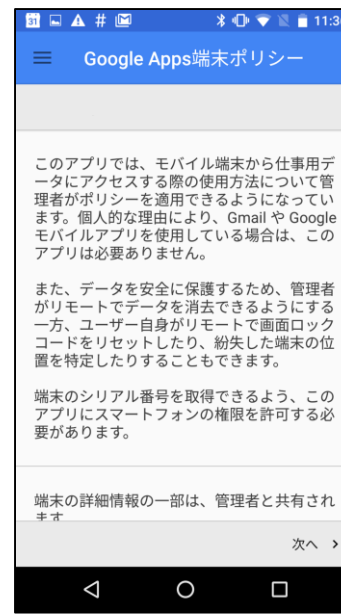 31 # 11:3
Google Apps端末ポリシー
このアプリでは、モバイル端末から仕事用デ
ータにアクセスする際の使用方法について管
理者がポリシーを適用できるようになってい
ます。個人的な理由により、Gmail や Google
モバイルアプリを使用している場合は、この
アプリは必要ありません。
また、データを安全に保護するため、管理者
がリモートでデータを消去できるようにする
一方、ユーザー自身がリモートで画面ロック
コードをリセットしたり、紛失した端末の位
置を特定したりすることもできます。
端末のシリアル番号を取得できるよう、この
アプリにスマートフォンの権限を許可する必
要があります。
端末の詳細情報の一部は、管理者と共有され
ます
次へ